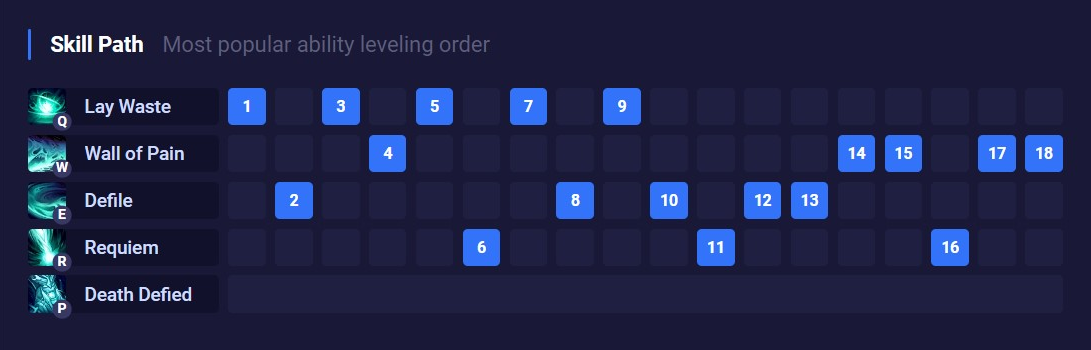 Skill Path Most popular ability leveling order
Q Lay Waste 1 3 5 7 9
W Wall of Pain 4 14 15 17 18
E Defile 2 8 10 12 13
R Requiem 6 11 16
P Death Defied